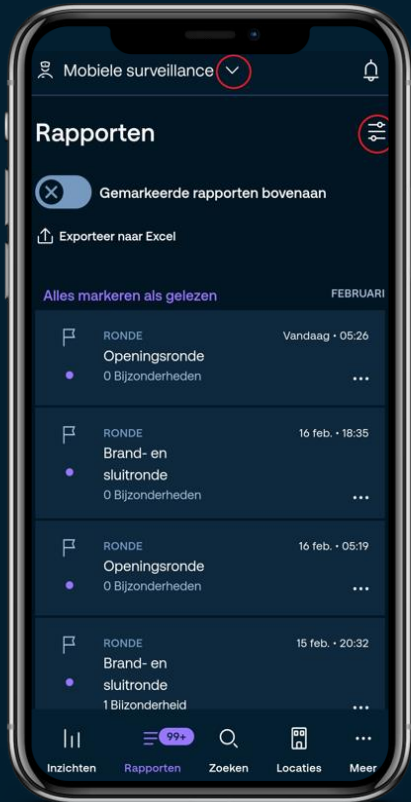 Mobiele surveillance
Rapporten
Gemarkeerde rapporten bovenaan
Exporteer naar Excel
Alles markeren als gelezen FEBRUARI
RONDE Vandaag • 05:26
Openingsronde
0 Bijzonderheden
RONDE 16 feb. • 18:35
Brand- en
sluitronde
0 Bijzonderheden
RONDE 16 feb. • 05:19
Openingsronde
0 Bijzonderheden
RONDE 15 feb. • 20:32
Brand- en
sluitronde
1 Bijzonderheid
99+
Inzichten Rapporten Zoeken Locaties Meer